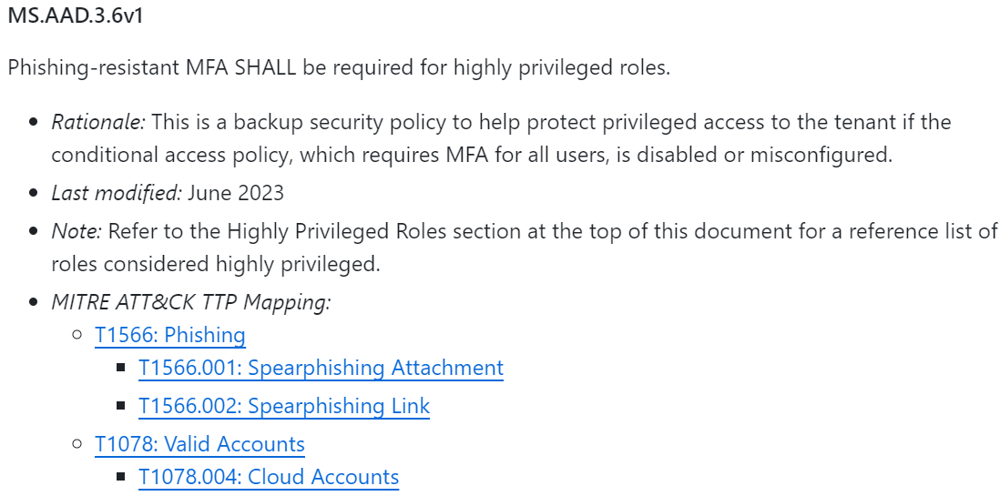 MS.AAD.3.6v1
Phishing-resistant MFA SHALL be required for highly privileged roles.
Rationale: This is a backup security policy to help protect privileged access to the tenant if the
conditional access policy, which requires MFA for all users, is disabled or misconfigured.
Last modified: June 2023
Note: Refer to the Highly Privileged Roles section at the top of this document for a reference list of
roles considered highly privileged.
MITRE ATT&CK TTP Mapping:
T1566: Phishing
T1566.001: Spearphishing Attachment
T1566.002: Spearphishing Link
T1078: Valid Accounts
T1078.004: Cloud Accounts